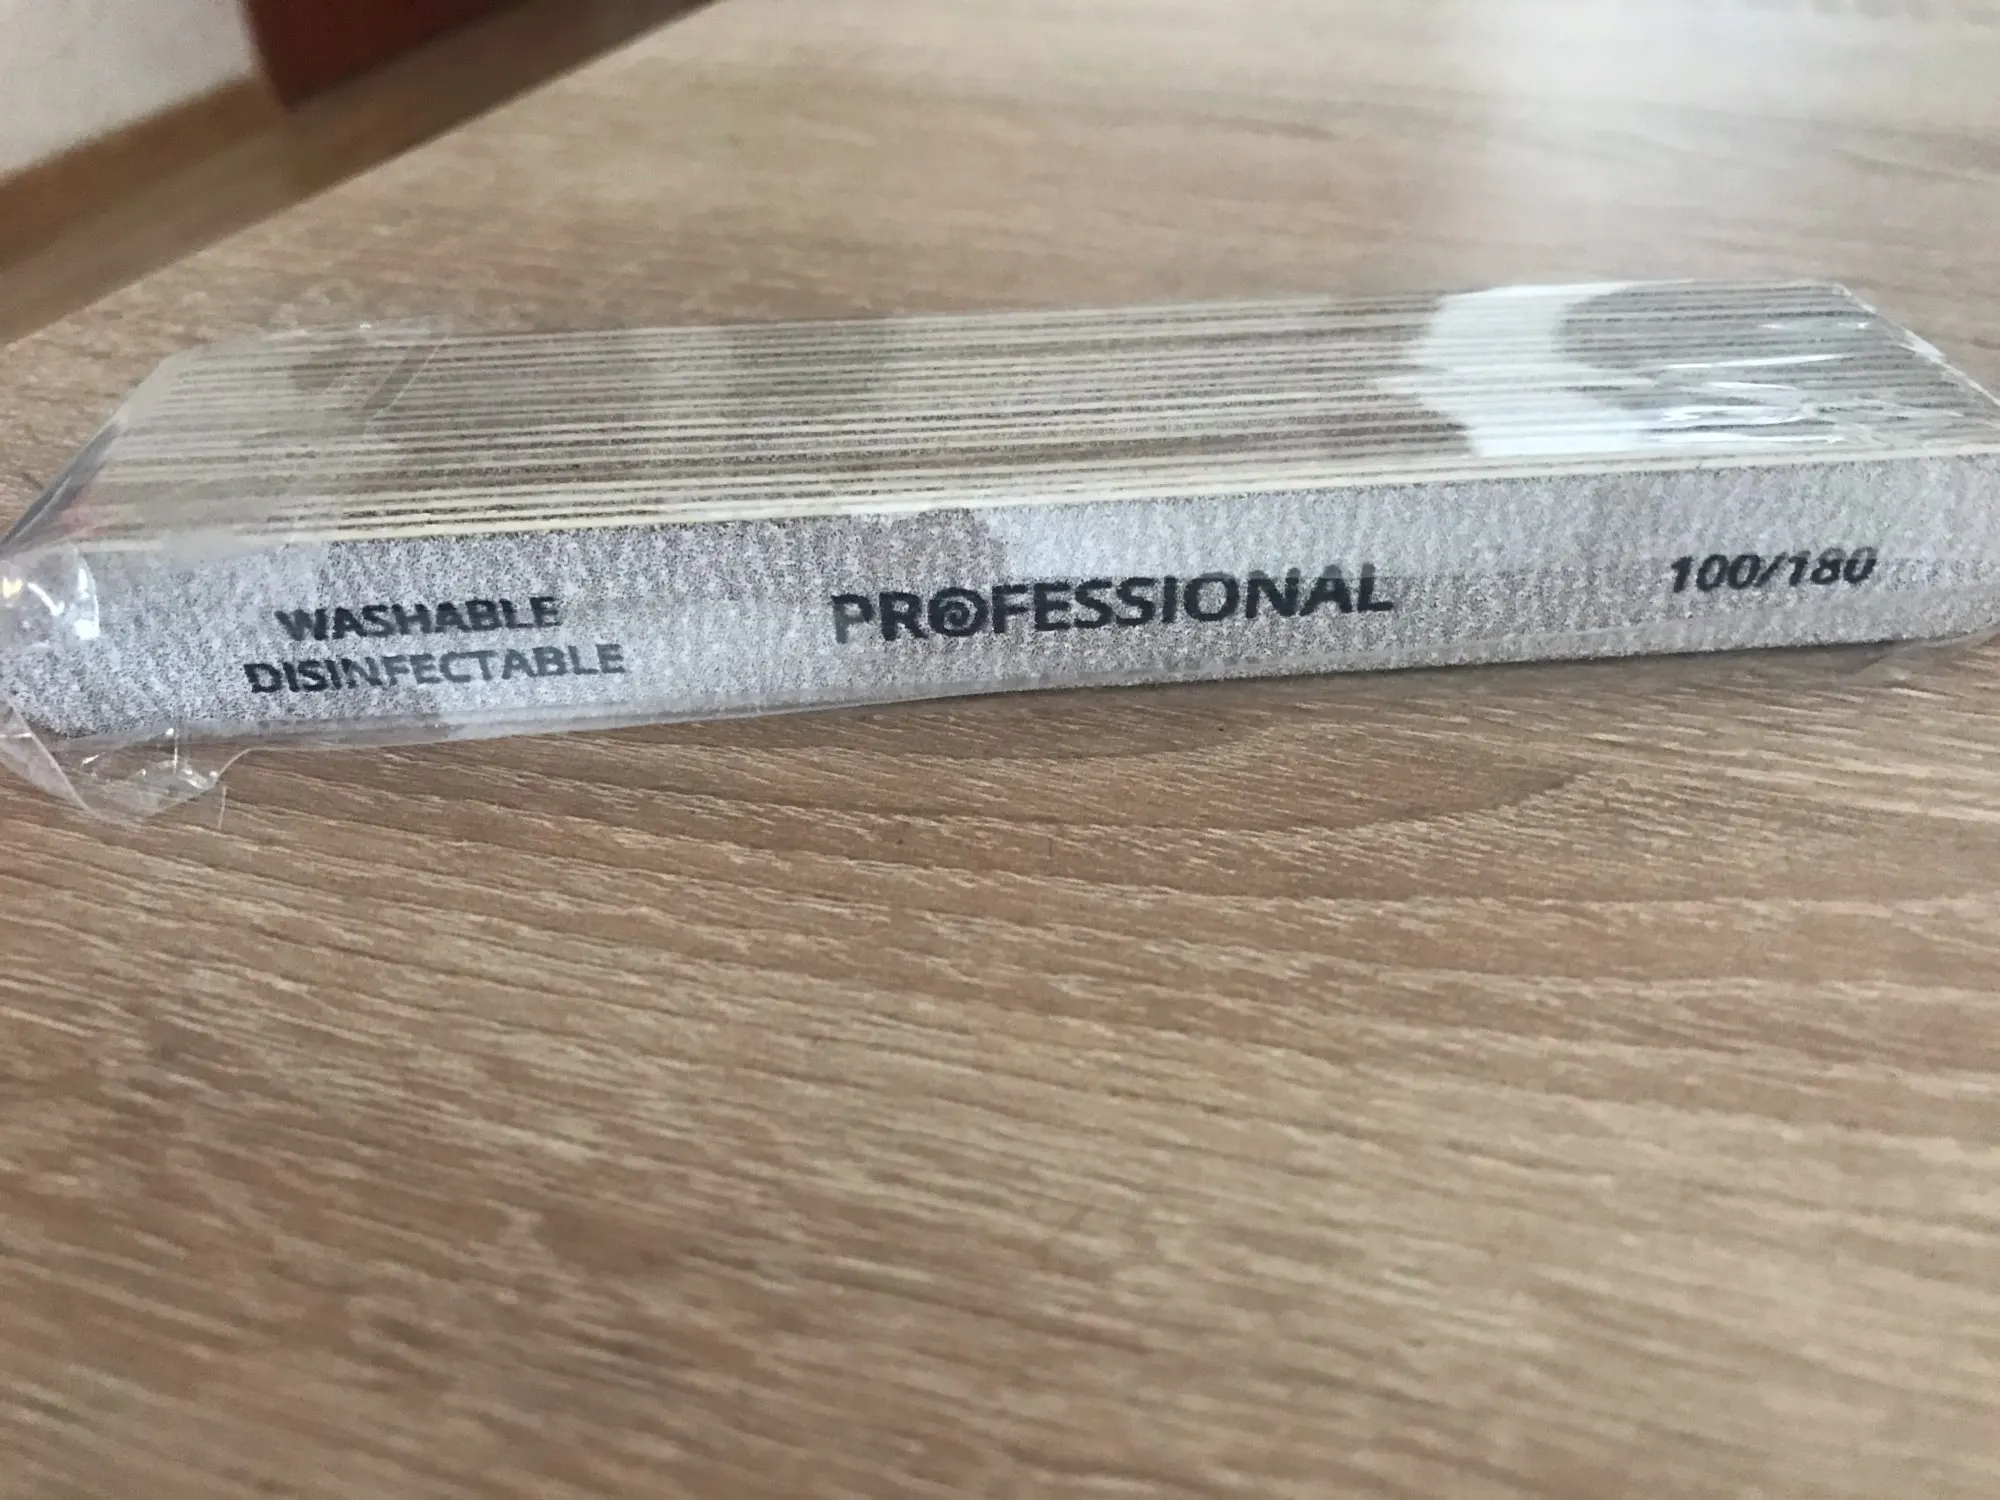 WASHABLE
DISINFECTABLE
PROFESSIONAL
100/180